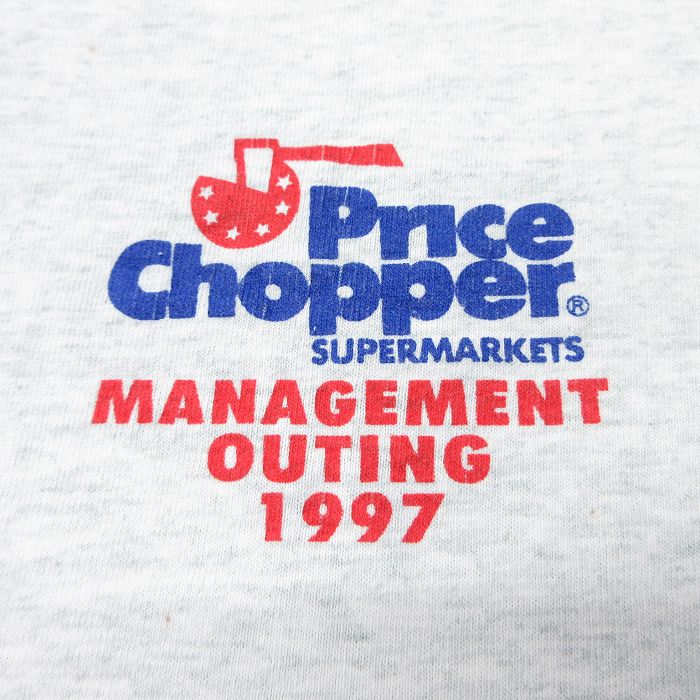 Price
Chopper®
SUPERMARKETS
MANAGEMENT
OUTING
1997